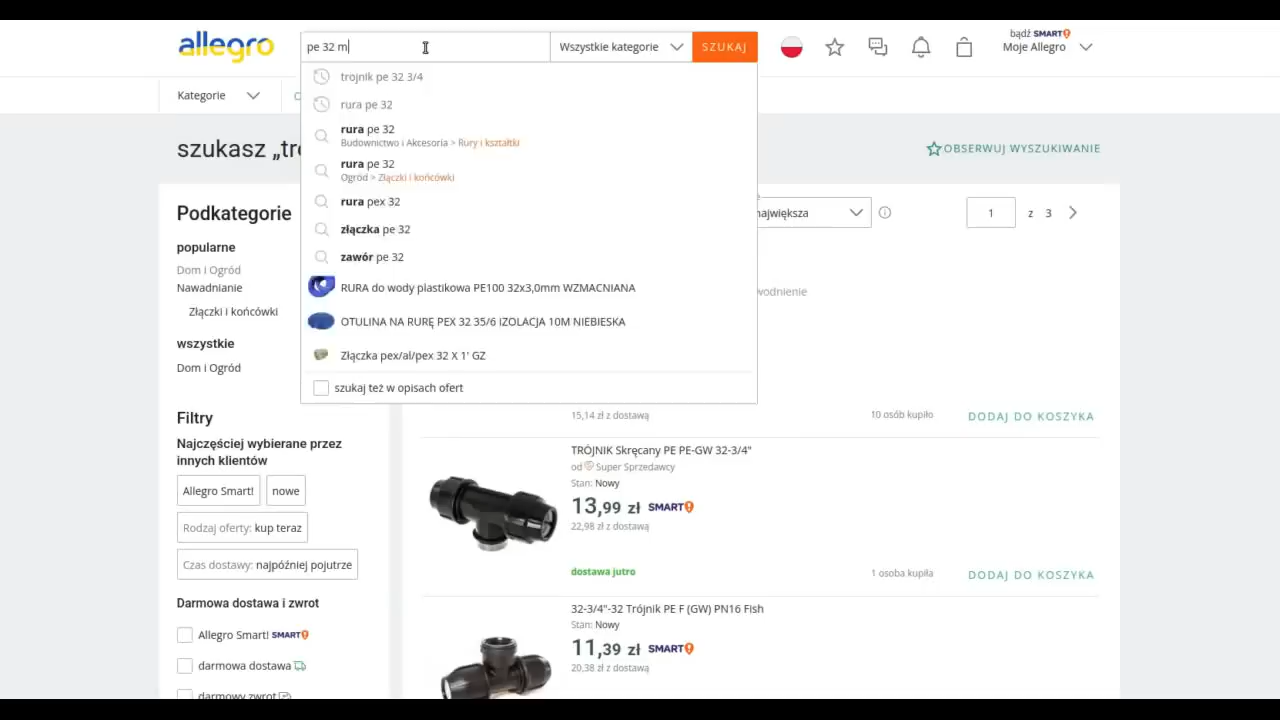 allegro
pe 32 m
Wszystkie kategorie
SZUKAJ
bądź SMART!
Moje Allegro
trójnik pe 32 3/4
rura pe 32
rura pe 32
Budownictwo i Akcesoria > Rury i kształtki
rura pe 32
Ogród > Złączki i końcówki
rura pex 32
złączka pe 32
zawór pe 32
RURA do wody plastikowa PE100 32x3,0mm WZMACNIANA
OTULINA NA RURĘ PEX 32 35/6 IZOLACJA 10M NIEBIESKA
Złączka pex/al/pex 32 X 1' GZ
szukaj też w opisach ofert
Kategorie
szukasz „tr
OBSERWUJ WYSZUKIWANIE
największa
1 z 3
Podkategorie
popularne
Dom i Ogród
Nawadnianie
Złączki i końcówki
wszystkie
Dom i Ogród
Filtry
Najczęściej wybierane przez
innych klientów
Allegro Smart!
nowe
Rodzaj oferty: kup teraz
Czas dostawy: najpóźniej pojutrze
Darmowa dostawa i zwrot
Allegro Smart! SMART!
darmowa dostawa
darmowy zwrot
15,14 zł z dostawą
10 osób kupiło
DODAJ DO KOSZYKA
TRÓJNIK Skręcany PE PE-GW 32-3/4"
od Super Sprzedawcy
Stan: Nowy
13,99 zł SMART!
22,98 zł z dostawą
dostawa jutro
1 osoba kupiła
DODAJ DO KOSZYKA
32-3/4"-32 Trójnik PE F (GW) PN16 Fish
Stan: Nowy
11,39 zł SMART!
20,38 zł z dostawą